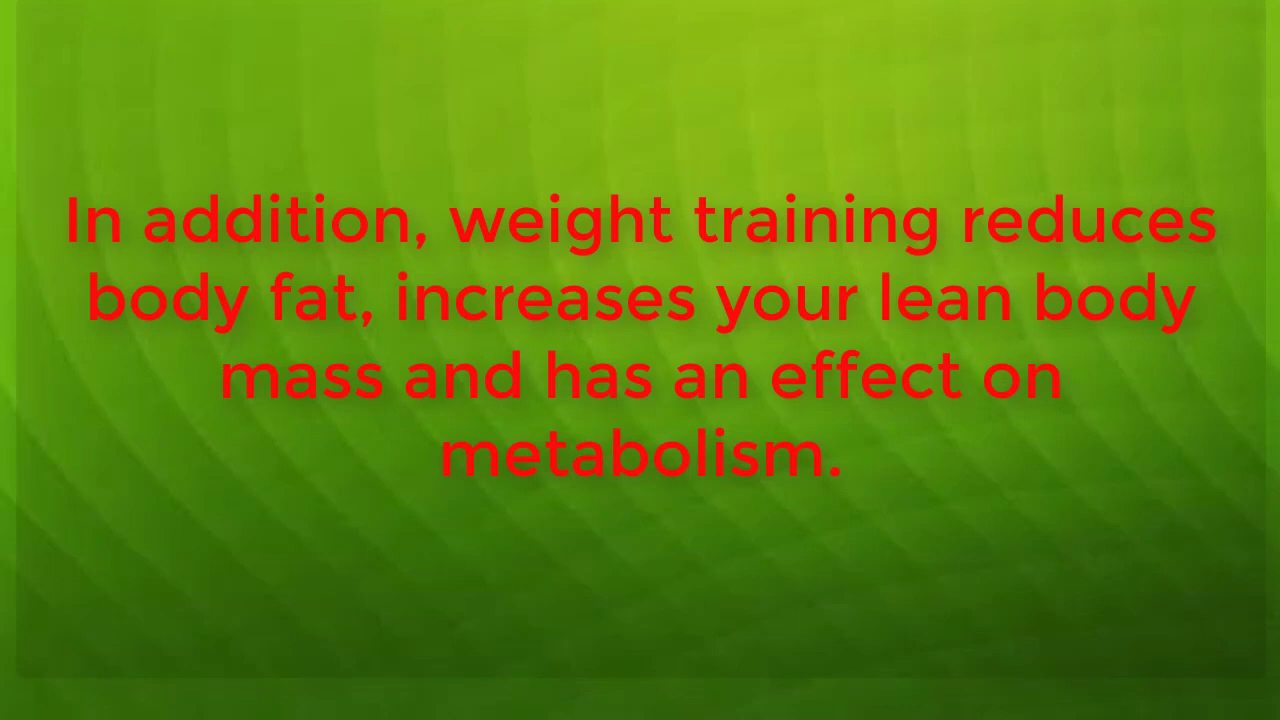 In addition, weight training reduces
body fat, increases your lean body
mass and has an effect on
metabolism.